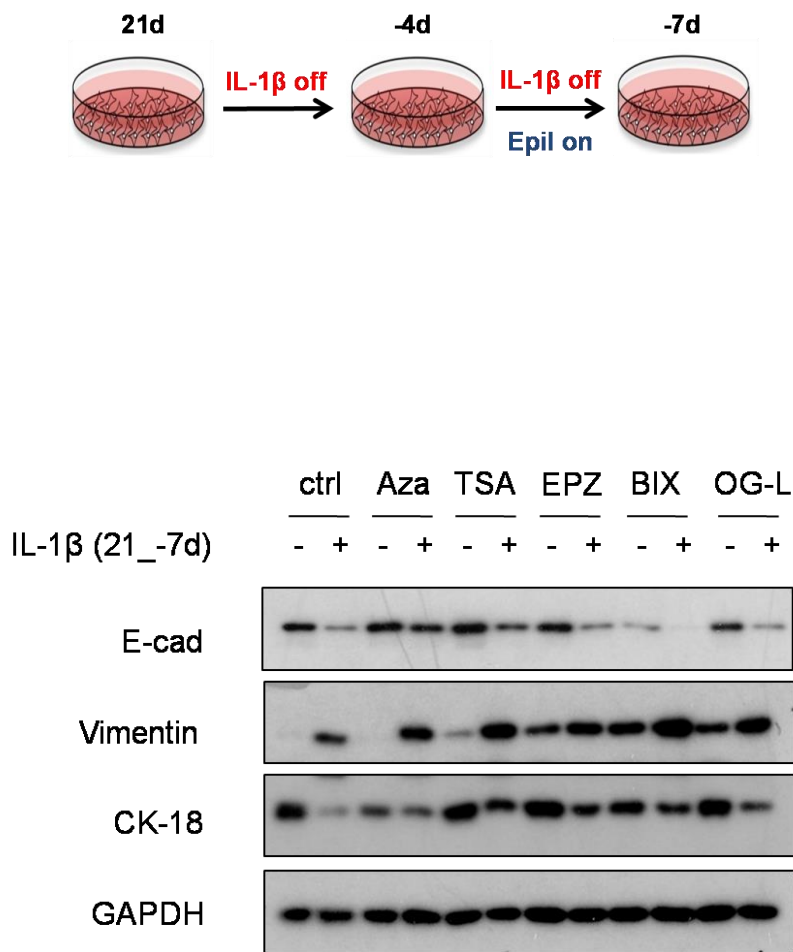 21d -4d -7d
IL-1β off IL-1β off
Epil on
ctrl Aza TSA EPZ BIX OG-L
IL-1β (21_-7d) - + - + - + - + - + - +
E-cad
Vimentin
CK-18
GAPDH